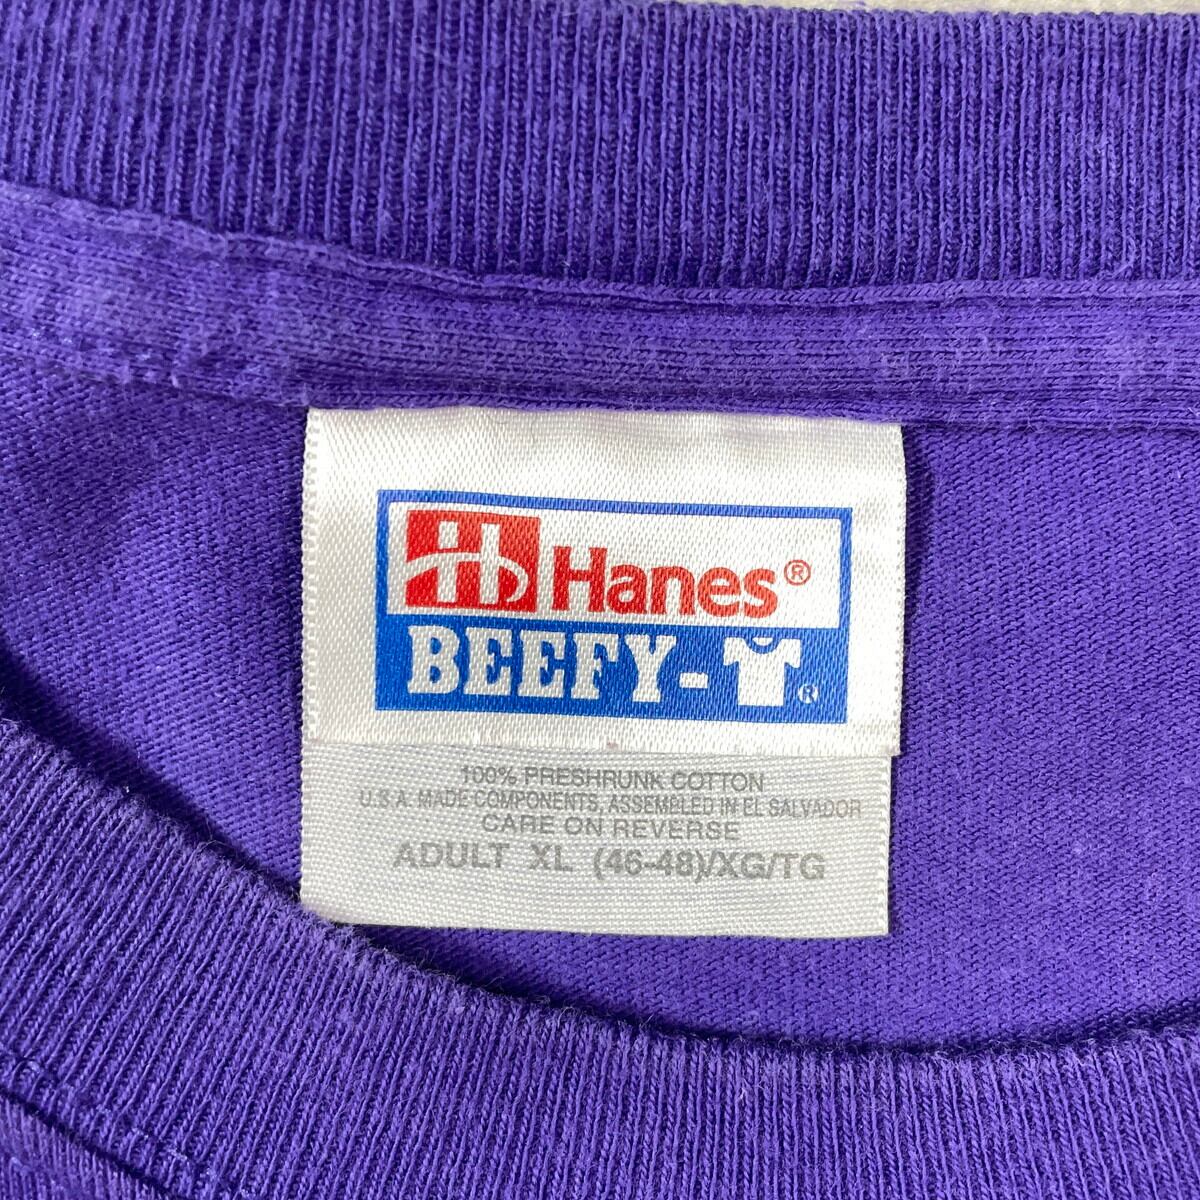 H Hanes®
BEEFY-T®
100% PRESHRUNK COTTON
U.S.A. MADE COMPONENTS, ASSEMBLED IN EL SALVADOR
CARE ON REVERSE
ADULT XL (46-48)/XG/TG